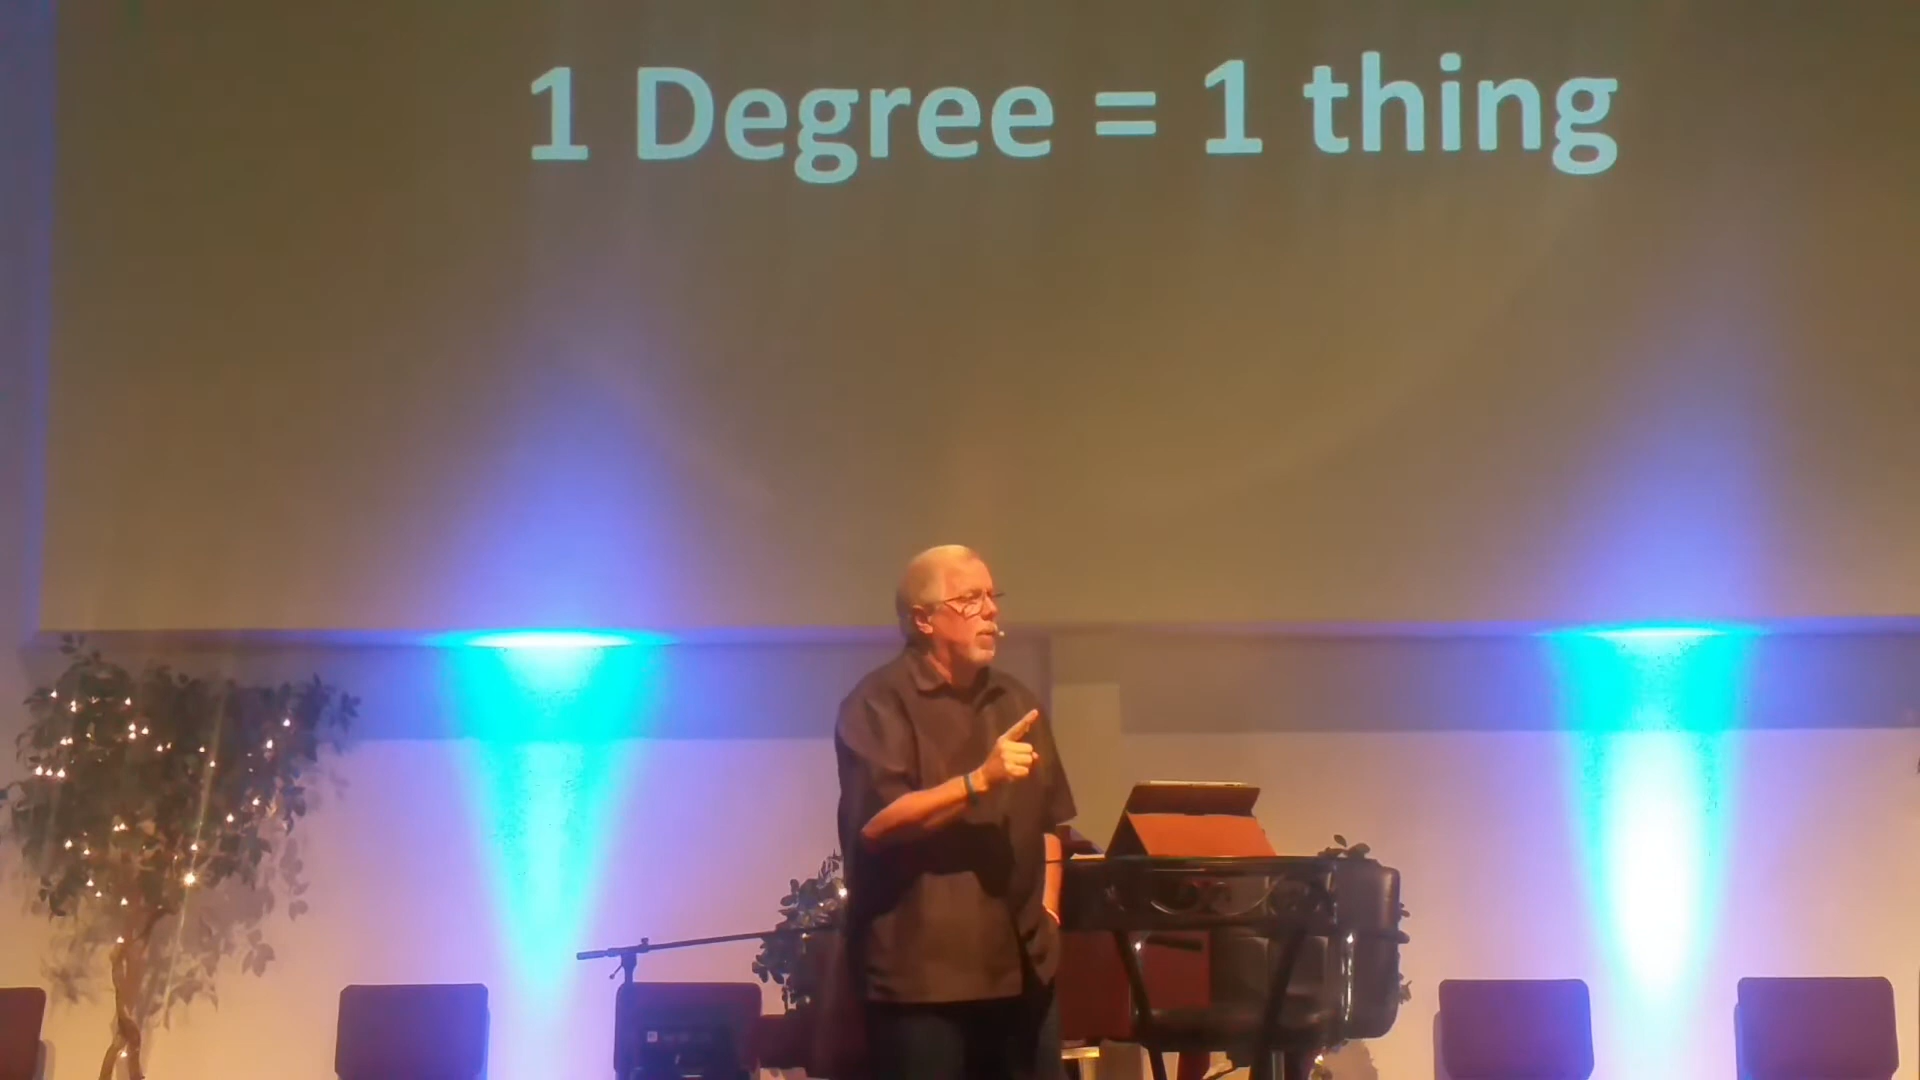 1 Degree = 1 thing